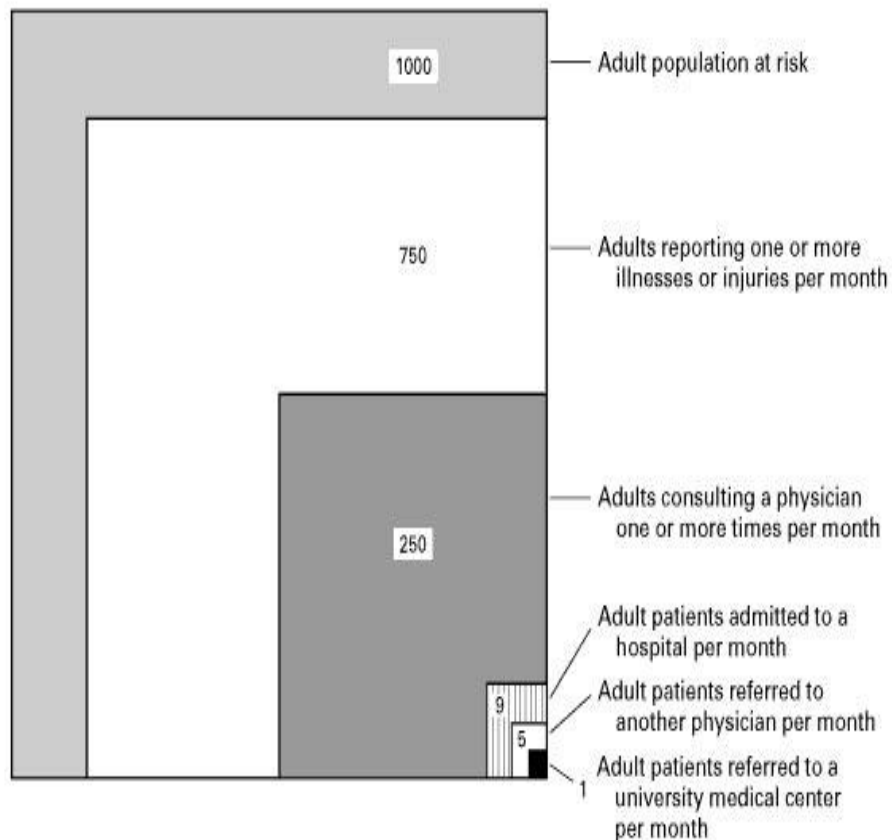 1000
Adult population at risk
750
Adults reporting one or more
illnesses or injuries per month
Adults consulting a physician
one or more times per month
250
Adult patients admitted to a
hospital per month
9
Adult patients referred to
another physician per month
5
1
Adult patients referred to a
university medical center
per month